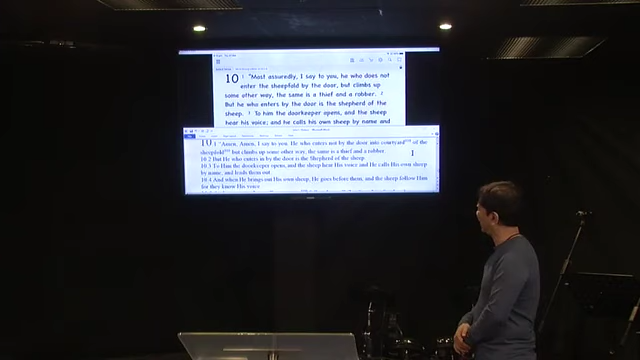 10 1 "Most assuredly, I say to you, he who does not
enter the sheepfold by the door, but climbs up
some other way, the same is a thief and a robber. 2
But he who enters by the door is the shepherd of the
sheep. 3 To him the doorkeeper opens, and the sheep
hear his voice; and he calls his own sheep by name and
10 1 "Amen, Amen, I say to you. He who enters not by the door into courtyard of the
sheepfold but climbs up some other way, the same is a thief and a robber.
10.2 But He who enters in by the door is the Shepherd of the sheep.
10.3 To Him the doorkeeper opens, and the sheep hear His voice and He calls His own sheep
by name, and leads them out
10.4 And when He brings out His own sheep, He goes before them, and the sheep follow Him
for they know His voice
1